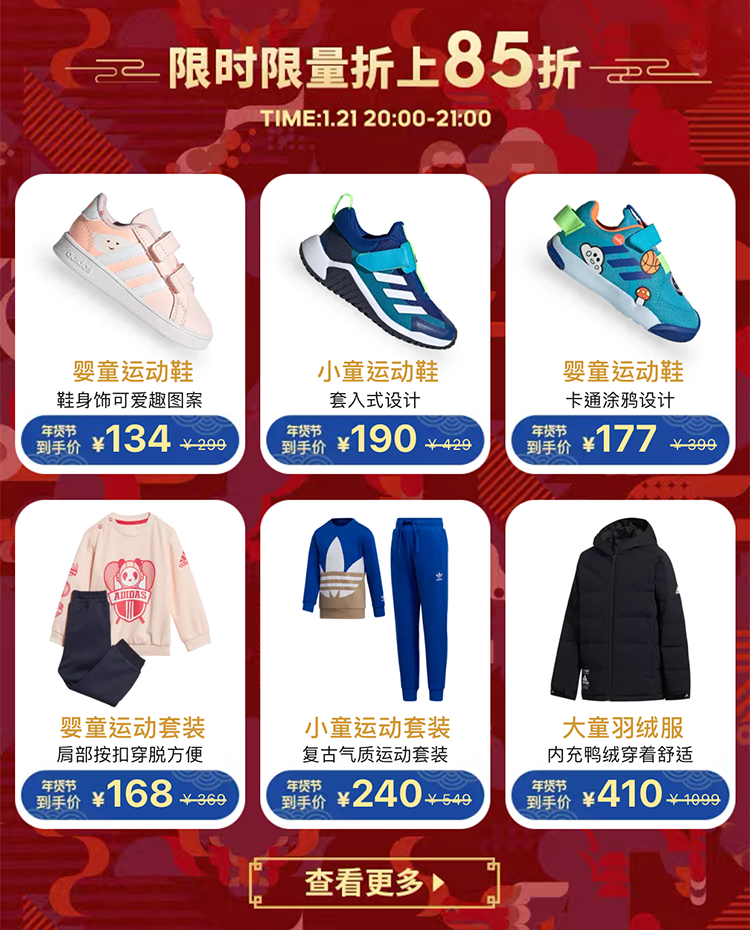 限时限量折上85折
TIME:1.21 20:00-21:00
adidas
婴童运动鞋
鞋身饰可爱趣图案
年货节
到手价 ¥134 ¥299
小童运动鞋
套入式设计
年货节
到手价 ¥190 ¥429
婴童运动鞋
卡通涂鸦设计
年货节
到手价 ¥177 ¥399
ADIDAS
婴童运动套装
肩部按扣穿脱方便
年货节
到手价 ¥168 ¥369
小童运动套装
复古气质运动套装
年货节
到手价 ¥240 ¥549
大童羽绒服
内充鸭绒穿着舒适
年货节
到手价 ¥410 ¥1099
查看更多